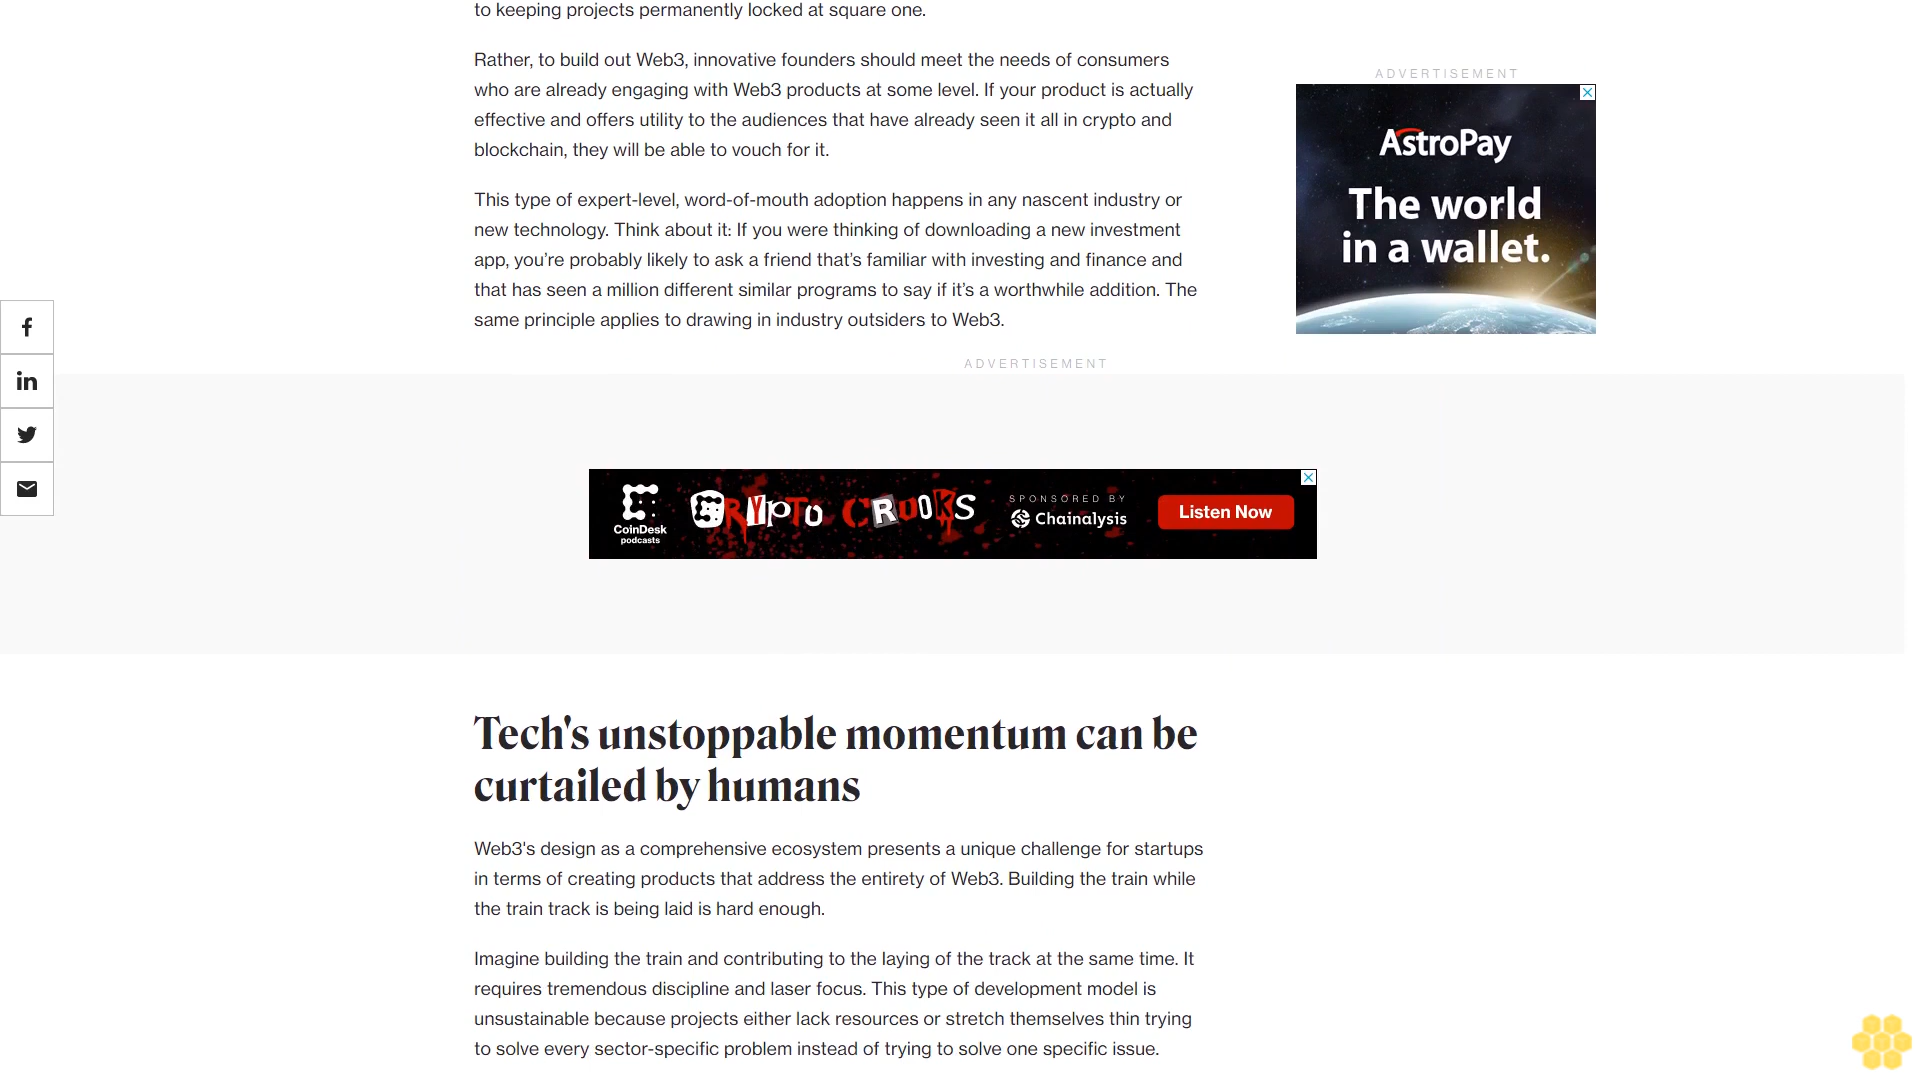 to keeping projects permanently locked at square one.
Rather, to build out Web3, innovative founders should meet the needs of consumers
who are already engaging with Web3 products at some level. If your product is actually
effective and offers utility to the audiences that have already seen it all in crypto and
blockchain, they will be able to vouch for it.
This type of expert-level, word-of-mouth adoption happens in any nascent industry or
new technology. Think about it: If you were thinking of downloading a new investment
app, you’re probably likely to ask a friend that’s familiar with investing and finance and
that has seen a million different similar programs to say if it’s a worthwhile addition. The
same principle applies to drawing in industry outsiders to Web3.
ADVERTISEMENT
AstroPay
The world
in a wallet.
ADVERTISEMENT
CoinDesk
podcasts
CRYPTO CROOKS
SPONSORED BY
Chainalysis
Listen Now
Tech's unstoppable momentum can be
curtailed by humans
Web3's design as a comprehensive ecosystem presents a unique challenge for startups
in terms of creating products that address the entirety of Web3. Building the train while
the train track is being laid is hard enough.
Imagine building the train and contributing to the laying of the track at the same time. It
requires tremendous discipline and laser focus. This type of development model is
unsustainable because projects either lack resources or stretch themselves thin trying
to solve every sector-specific problem instead of trying to solve one specific issue.